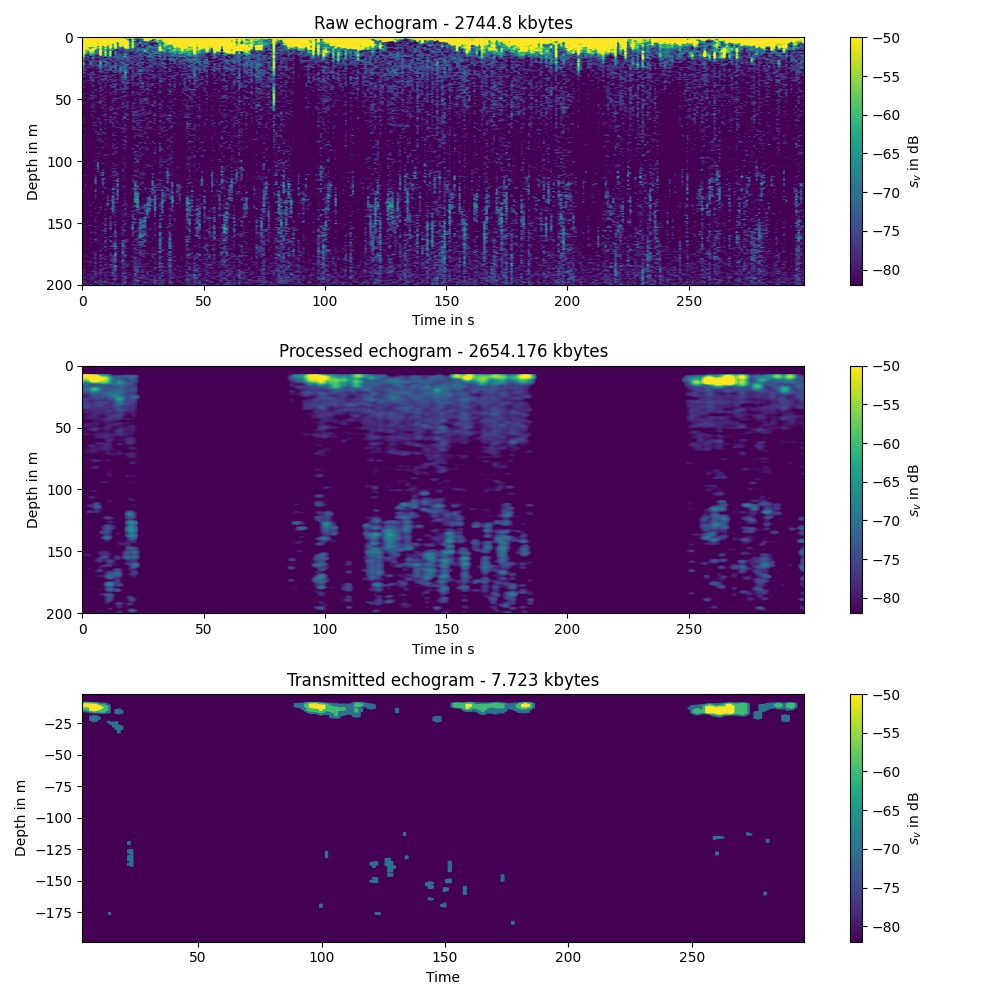 Raw echogram - 2744.8 kbytes
0
50
100
150
200
Depth in m
0 50 100 150 200 250
Time in s
−50
−55
−60
−65
−70
−75
−80
sv in dB
Processed echogram - 2654.176 kbytes
0
50
100
150
200
Depth in m
0 50 100 150 200 250
Time in s
−50
−55
−60
−65
−70
−75
−80
sv in dB
Transmitted echogram - 7.723 kbytes
−25
−50
−75
−100
−125
−150
−175
Depth in m
50 100 150 200 250
Time
−50
−55
−60
−65
−70
−75
−80
sv in dB